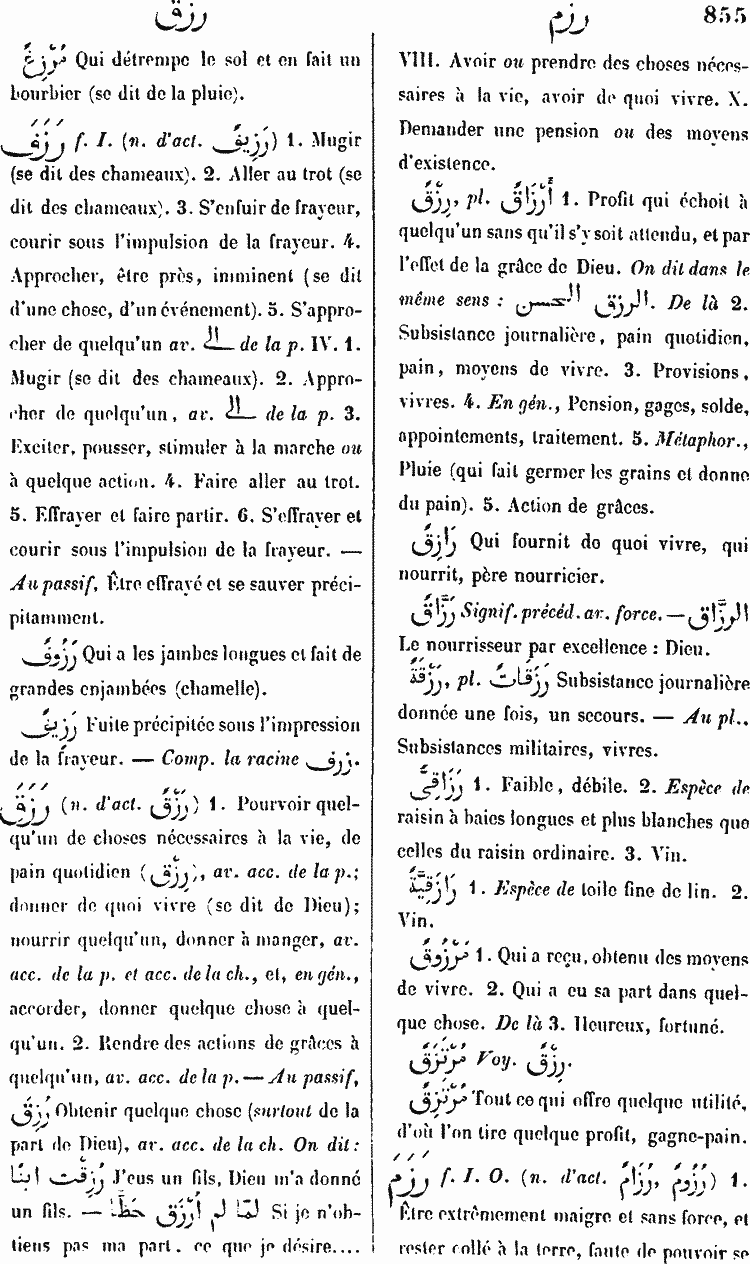 رزق
رزم
855
مُرْزِغٌ Qui détrempe le sol et en fait un
bourbier (se dit de la pluie).
رَزَفَ f. I. (n. d'act. رَزِيفٌ) 1. Mugir
(se dit des chameaux). 2. Aller au trot (se
dit des chameaux). 3. S'enfuir de frayeur,
courir sous l'impulsion de la frayeur. 4.
Approcher, être près, imminent (se dit
d'une chose, d'un événement). 5. S'appro-
cher de quelqu'un av. الى de la p. IV. 1.
Mugir (se dit des chameaux). 2. Appro-
cher de quelqu'un, av. الى de la p. 3.
Exciter, pousser, stimuler à la marche ou
à quelque action. 4. Faire aller au trot.
5. Effrayer et faire partir. 6. S'effrayer et
courir sous l'impulsion de la frayeur. —
Au passif, Être effrayé et se sauver préci-
pitamment.
رَزُوفٌ Qui a les jambes longues et fait de
grandes enjambées (chamelle).
رَزِيفٌ Fuite précipitée sous l'impression
de la frayeur. — Comp. la racine زرف.
رَزَقَ (n. d'act. رَزْقٌ) 1. Pourvoir quel-
qu'un de choses nécessaires à la vie, de
pain quotidien (رِزْق), av. acc. de la p.;
donner de quoi vivre (se dit de Dieu);
nourrir quelqu'un, donner à manger, av.
acc. de la p. et acc. de la ch., et, en gén.,
accorder, donner quelque chose à quel-
qu'un. 2. Rendre des actions de grâces à
quelqu'un, av. acc. de la p. — Au passif,
رُزِقَ Obtenir quelque chose (surtout de la
part de Dieu), av. acc. de la ch. On dit:
رُزِقْت ابنًا J'eus un fils, Dieu m'a donné
un fils. — لمّا لم أُرْزَق حَظًّا Si je n'ob-
tiens pas ma part. ce que je désire....
VIII. Avoir ou prendre des choses néces-
saires à la vie, avoir de quoi vivre. X.
Demander une pension ou des moyens
d'existence.
رِزْقٌ, pl. أَرْزَاقٌ 1. Profit qui échoit à
quelqu'un sans qu'il s'y soit attendu, et par
l'effet de la grâce de Dieu. On dit dans le
même sens : الرزق الحسن. De là 2.
Subsistance journalière, pain quotidien,
pain, moyens de vivre. 3. Provisions,
vivres. 4. En gén., Pension, gages, solde,
appointements, traitement. 5. Métaphor.,
Pluie (qui fait germer les grains et donne
du pain). 5. Action de grâces.
رَازِقٌ Qui fournit de quoi vivre, qui
nourrit, père nourricier.
رَزَّاقٌ Signif. précéd. av. force. — الرزّاق
Le nourrisseur par excellence : Dieu.
رَزْقَةٌ, pl. رَزَقَاتٌ Subsistance journalière
donnée une fois, un secours. — Au pl.,
Subsistances militaires, vivres.
رَزَاقِىٌّ 1. Faible, débile. 2. Espèce de
raisin à baies longues et plus blanches que
celles du raisin ordinaire. 3. Vin.
رَازِقِيَّةٌ 1. Espèce de toile fine de lin. 2.
Vin.
مَرْزُوقٌ 1. Qui a reçu, obtenu des moyens
de vivre. 2. Qui a eu sa part dans quel-
que chose. De là 3. Heureux, fortuné.
مُرْتَزَقٌ Voy. رِزْقٌ.
مُرْتَزِقٌ Tout ce qui offre quelque utilité,
d'où l'on tire quelque profit, gagne-pain.
رَزَمَ f. I. O. (n. d'act. رُزَامٌ, رُزُومٌ) 1.
Être extrêmement maigre et sans force, et
rester collé à la terre, faute de pouvoir se